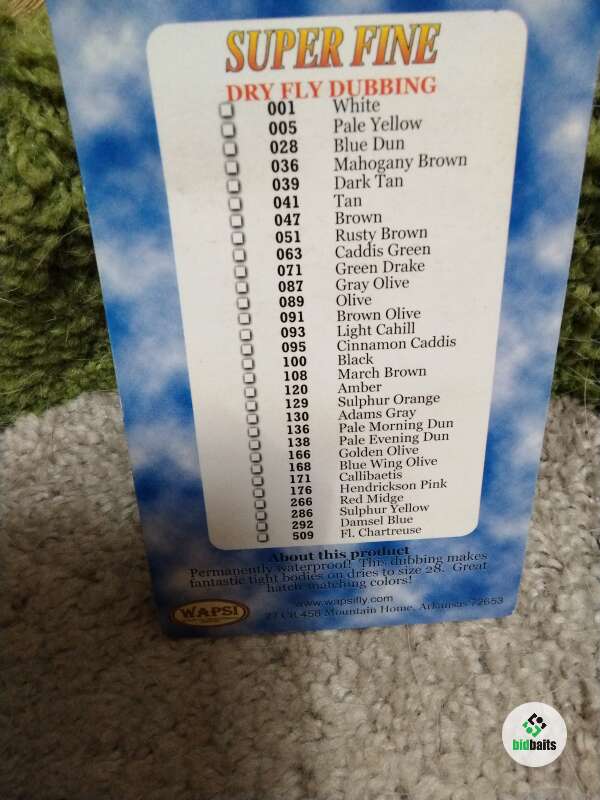 SUPER FINE
DRY FLY DUBBING
001 White
005 Pale Yellow
028 Blue Dun
036 Mahogany Brown
039 Dark Tan
041 Tan
047 Brown
051 Rusty Brown
063 Caddis Green
071 Green Drake
087 Gray Olive
089 Olive
091 Brown Olive
093 Light Cahill
095 Cinnamon Caddis
100 Black
108 March Brown
120 Amber
129 Sulphur Orange
130 Adams Gray
136 Pale Morning Dun
138 Pale Evening Dun
166 Golden Olive
168 Blue Wing Olive
171 Callibaetis
176 Hendrickson Pink
266 Red Midge
286 Sulphur Yellow
292 Damsel Blue
509 Fl. Chartreuse
About this product
Permanently waterproof! This dubbing makes
fantastic tight bodies on dries to size 28. Great
hatch matching colors!
www.wapsifly.com
27 CR 458 Mountain Home, Arkansas 72653
WAPSI
bidbaits